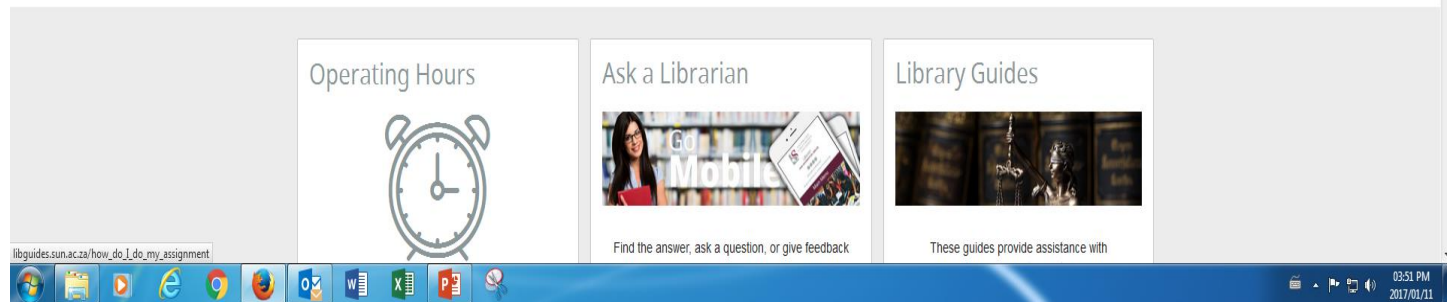 Operating Hours
Ask a Librarian
Go
Mobile
Find the answer, ask a question, or give feedback
Library Guides
These guides provide assistance with
libguides.sun.ac.za/how_do_I_do_my_assignment
03:51 PM
2017/01/11